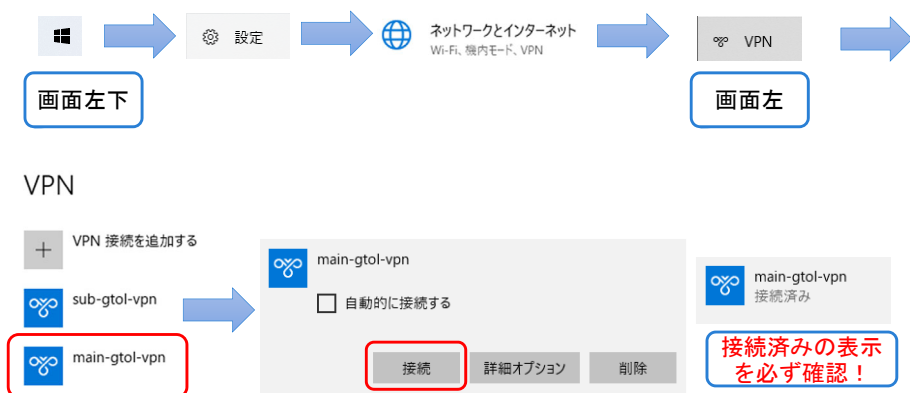 設定
ネットワークとインターネット
Wi-Fi、機内モード、VPN
VPN
画面左下
画面左
VPN
VPN 接続を追加する
sub-gtol-vpn
main-gtol-vpn
main-gtol-vpn
自動的に接続する
接続
詳細オプション
削除
main-gtol-vpn
接続済み
接続済みの表示
を必ず確認!